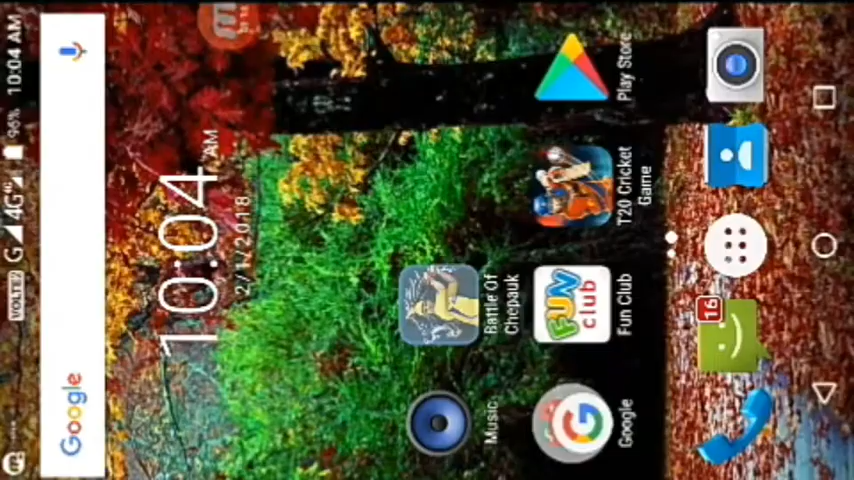 VOLTE
G
4G
96%
10:04 AM
Google
10:04 AM
2/1/2018
Music
Battle Of
Chepauk
Google
FUN
club
Fun Club
T20 Cricket
Game
Play Store
16